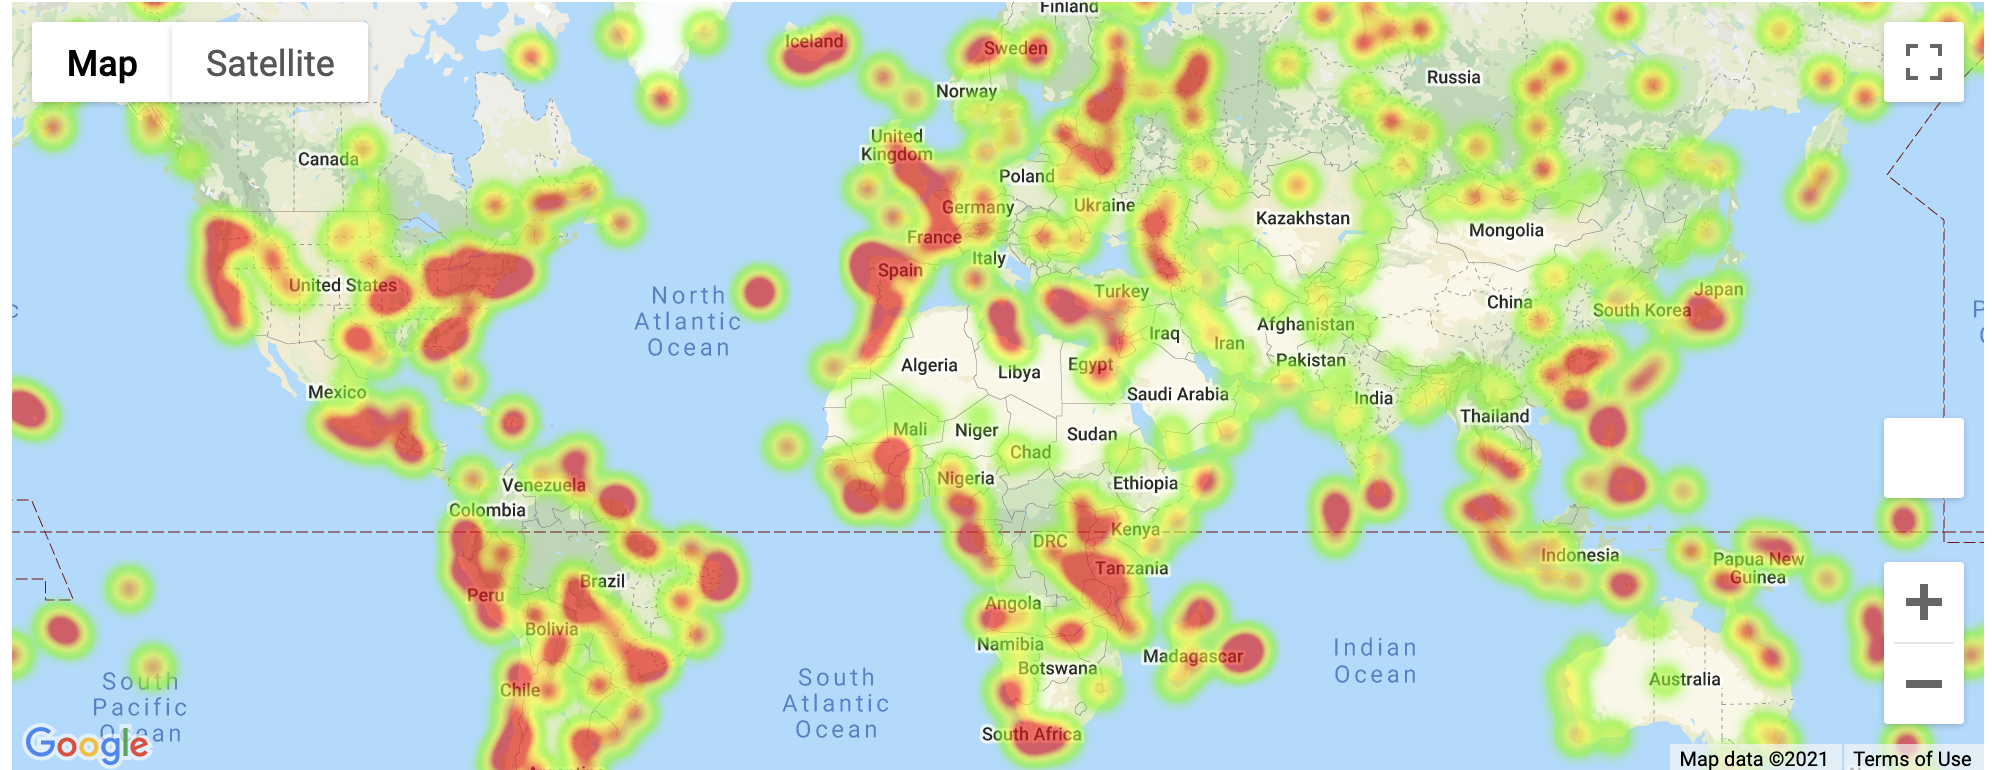 Finland
Iceland
Sweden
Map
Satellite
Russia
Norway
United
Kingdom
Canada
Poland
Germany
Ukraine
Kazakhstan
Mongolia
France
Italy
Spain
United States
Turkey
Japan
North
Atlantic
Ocean
China
South Korea
Afghanistan
Iraq
Iran
Pakistan
Algeria
Libya
Egypt
Saudi Arabia
Mexico
India
Thailand
Mali
Niger
Sudan
Chad
Nigeria
Ethiopia
Venezuela
Colombia
Kenya
DRC
Indonesia
Papua New
Guinea
Tanzania
Brazil
Peru
Angola
Bolivia
Namibia
Madagascar
Botswana
Indian
Ocean
Chile
Australia
South
Pacific
Ocean
South
Atlantic
Ocean
South Africa
Google
Argentina
Map data ©2021
Terms of Use